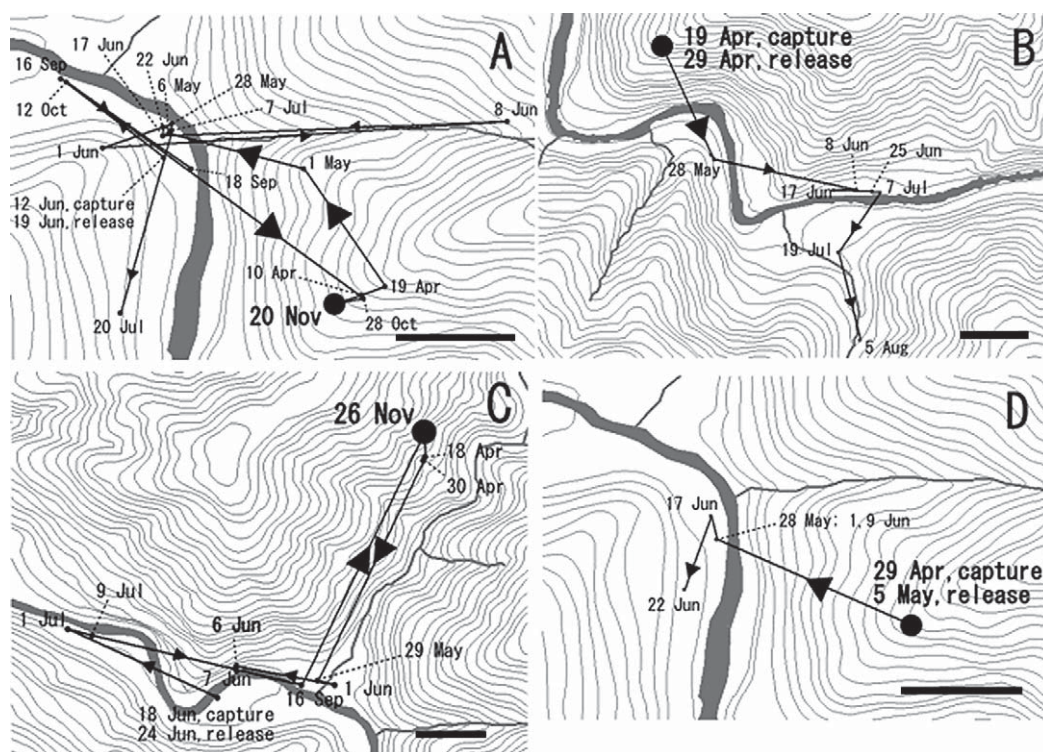 A
17 Jun
22 Jun
16 Sep
6 May
28 May
12 Oct
7 Jul
8 Jun
1 Jun
1 May
18 Sep
12 Jun, capture
19 Jun, release
10 Apr
19 Apr
20 Jul
20 Nov
28 Oct
B
19 Apr, capture
29 Apr, release
8 Jun
25 Jun
28 May
17 Jun
7 Jul
19 Jul
5 Aug
C
26 Nov
18 Apr
30 Apr
9 Jul
1 Jul
6 Jun
29 May
7 Jun
1 Jun
16 Sep
18 Jun, capture
24 Jun, release
D
17 Jun
28 May; 1, 9 Jun
29 Apr, capture
5 May, release
22 Jun